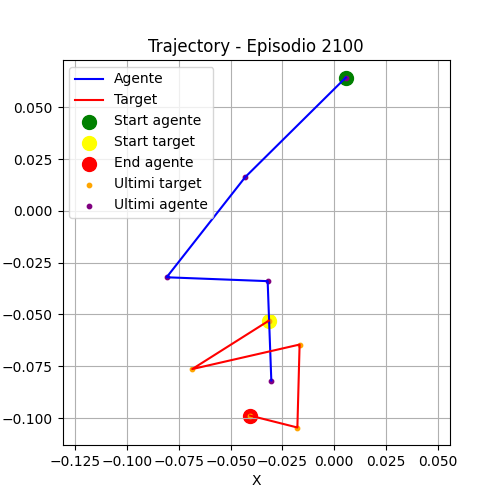 Trajectory - Episodio 2100
Agente
Target
Start agente
Start target
End agente
Ultimi target
Ultimi agente
0.050
0.025
0.000
−0.025
−0.050
−0.075
−0.100
−0.125 −0.100 −0.075 −0.050 −0.025 0.000 0.025 0.050
X